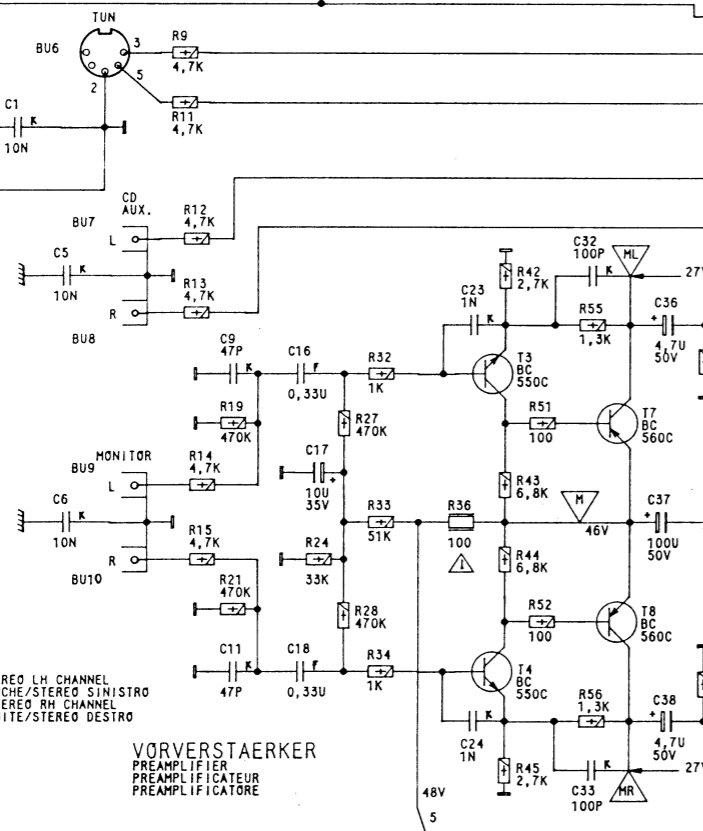 TUN
BU6
3
5
2
R9
4,7K
R11
4,7K
C1
K
10N
CD
AUX.
BU7
L
R12
4,7K
C5
K
10N
R13
4,7K
R
BU8
C9
47P
K
C16
F
0,33U
R19
470K
R32
1K
R27
470K
C23
1N
K
R42
2,7K
C32
100P
K
ML
27V
R55
1,3K
C36
+
4,7U
50V
T3
BC
550C
R51
100
T7
BC
560C
MONITOR
BU9
L
R14
4,7K
C17
+
10U
35V
R43
6,8K
M
46V
C6
K
10N
R15
4,7K
R
BU10
R33
51K
R36
100
C37
+
100U
50V
R24
33K
R44
6,8K
R21
470K
R28
470K
R52
100
T8
BC
560C
C11
47P
K
C18
F
0,33U
R34
1K
T4
BC
550C
C24
1N
K
R45
2,7K
R56
1,3K
C38
+
4,7U
50V
C33
100P
K
MR
27V
48V
5
REO LH CHANNEL
CHE/STEREO SINISTRO
EREO RH CHANNEL
ITE/STEREO DESTRO
VORVERSTAERKER
PREAMPLIFIER
PREAMPLIFICATEUR
PREAMPLIFICATORE